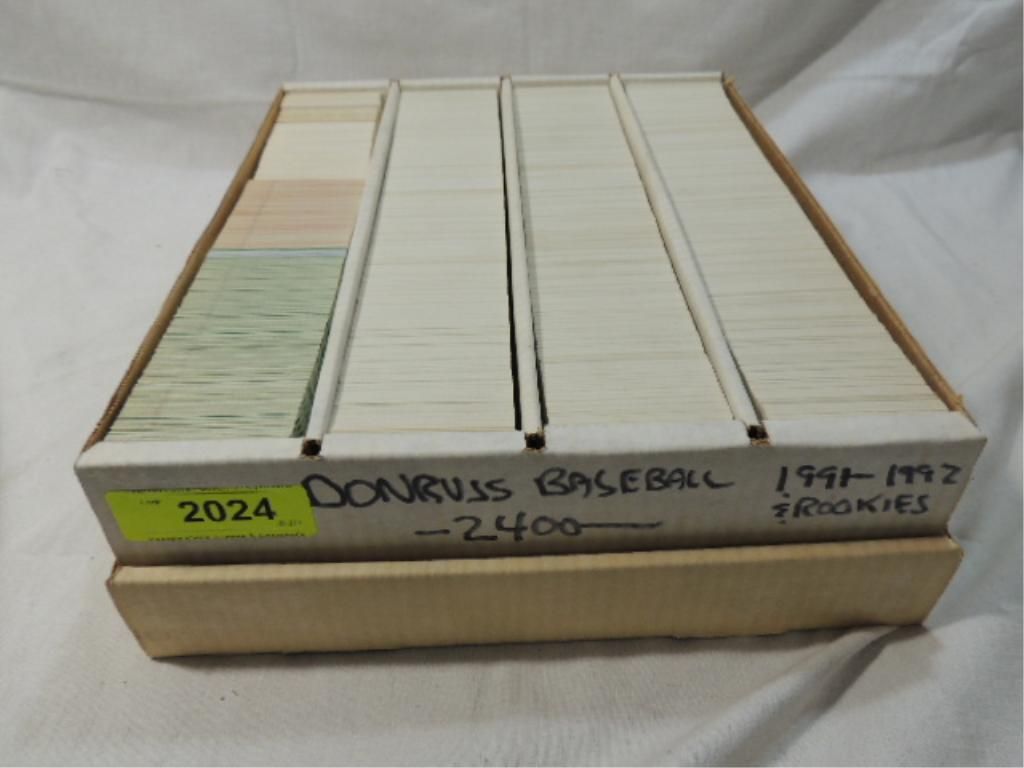 2024
DONRUSS BASEBALL
-2400-
1991-1992
& ROOKIES